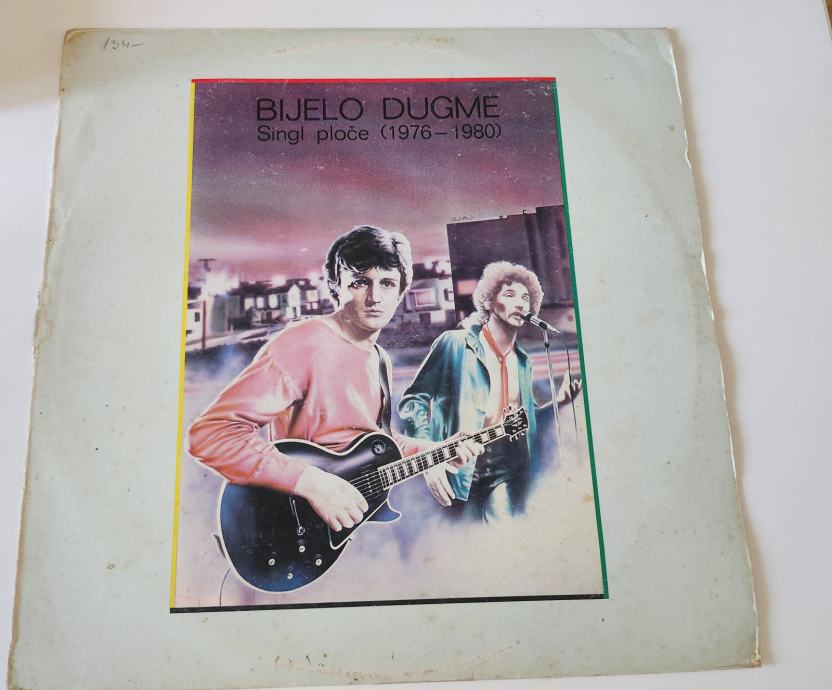 134-
BIJELO DUGME
Singl ploče (1976–1980)